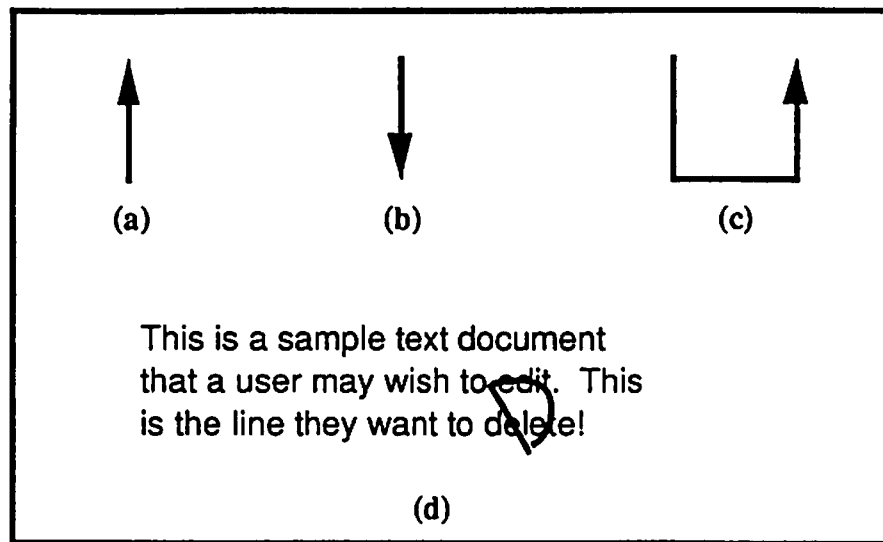 (a) (b) (c)
This is a sample text document
that a user may wish to edit. This
is the line they want to delete!
(d)